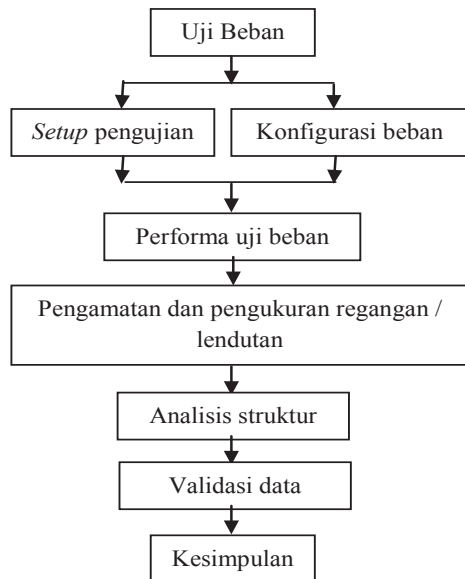 Uji Beban
Setup pengujian
Konfigurasi beban
Performa uji beban
Pengamatan dan pengukuran regangan /
lendutan
Analisis struktur
Validasi data
Kesimpulan